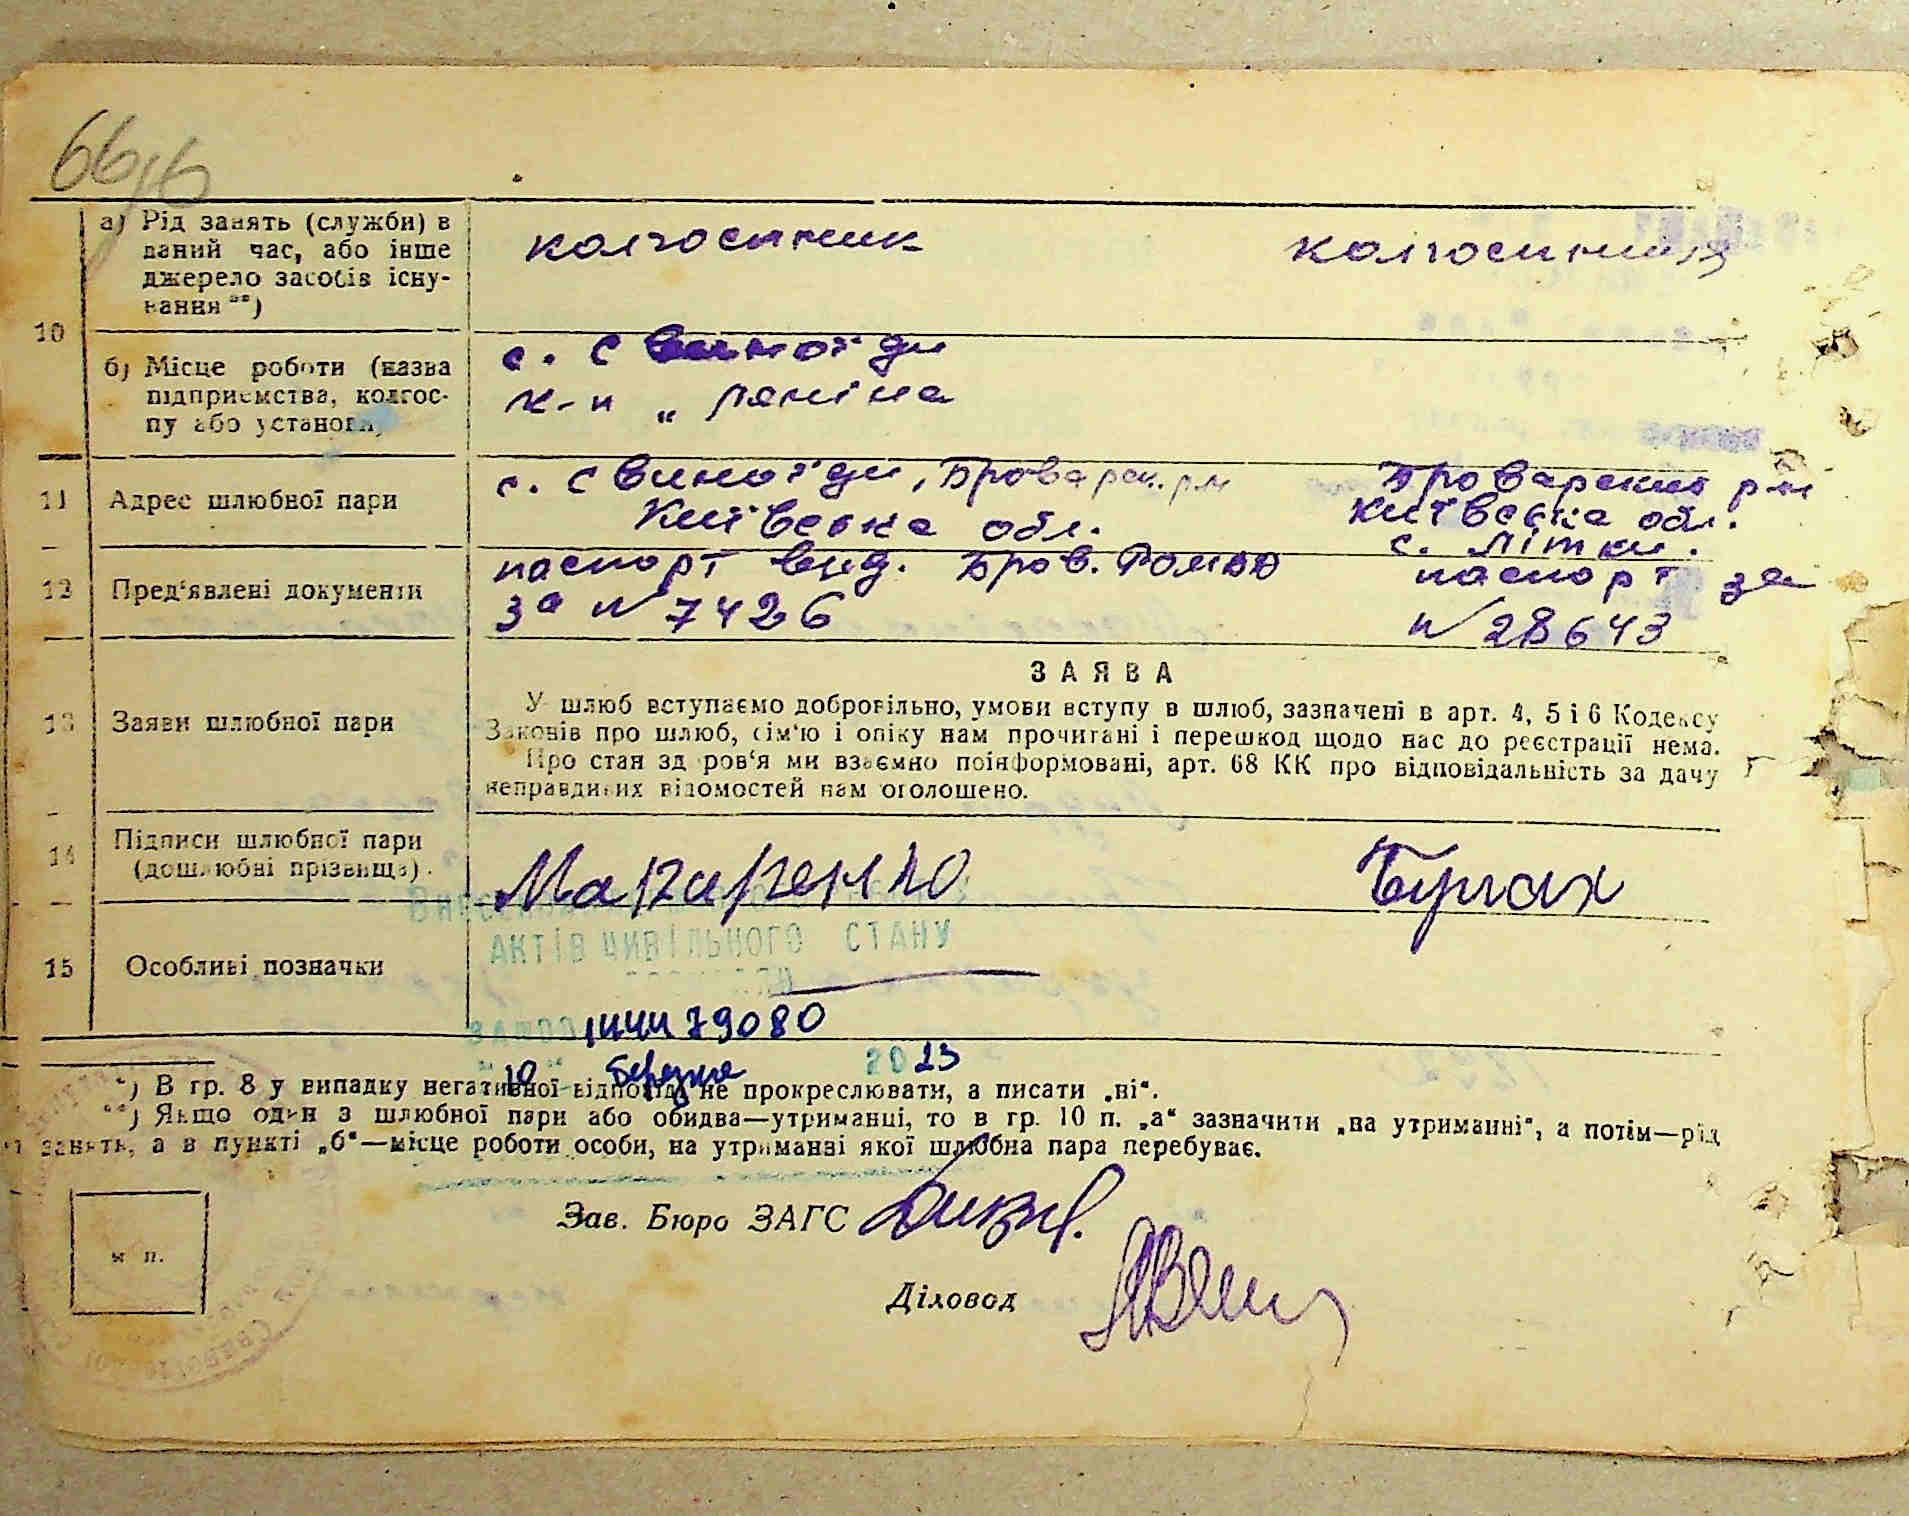 66/6
10
а) Рід занять (служби) в даний час, або інше джерело засобів існування **)
колгоспник колгоспниця
б) Місце роботи (назва підприємства, колгоспу або установи)
с. Свиноїди
к-п „Леніна
11 Адрес шлюбної пари
с. Свиноїди, Броварск. р-н
Київська обл.
Броварский р-н
Київська обл.
с. Літки.
12 Пред'явлені документи
паспорт вид. Бров.
за № 7426
паспорт за
№ 28643
13 Заяви шлюбної пари
ЗАЯВА
У шлюб вступаємо добровільно, умови вступу в шлюб, зазначені в арт. 4, 5 і 6 Кодексу
Законів про шлюб, сім'ю і опіку нам прочитані і перешкод щодо нас до реєстрації нема.
Про стан здоров'я ми взаємно поінформовані, арт. 68 КК про відповідальність за дачу
неправдивих відомостей нам оголошено.
14 Підписи шлюбної пари
(дошлюбні прізвища).
Макаренко
15 Особливі позначки
АКТІВ ЦИВІЛЬНОГО СТАНУ
79080
10 березня 2023
*) В гр. 8 у випадку негативної відповіді не прокреслювати, а писати „ні“.
**) Якщо один з шлюбної пари або обидва—утриманці, то в гр. 10 п. „а“ зазначити „на утриманні“, а потім—рід
занять, а в пункті „б“—місце роботи особи, на утриманні якої шлюбна пара перебуває.
Зав. Бюро ЗАГС
м п.
Діловод